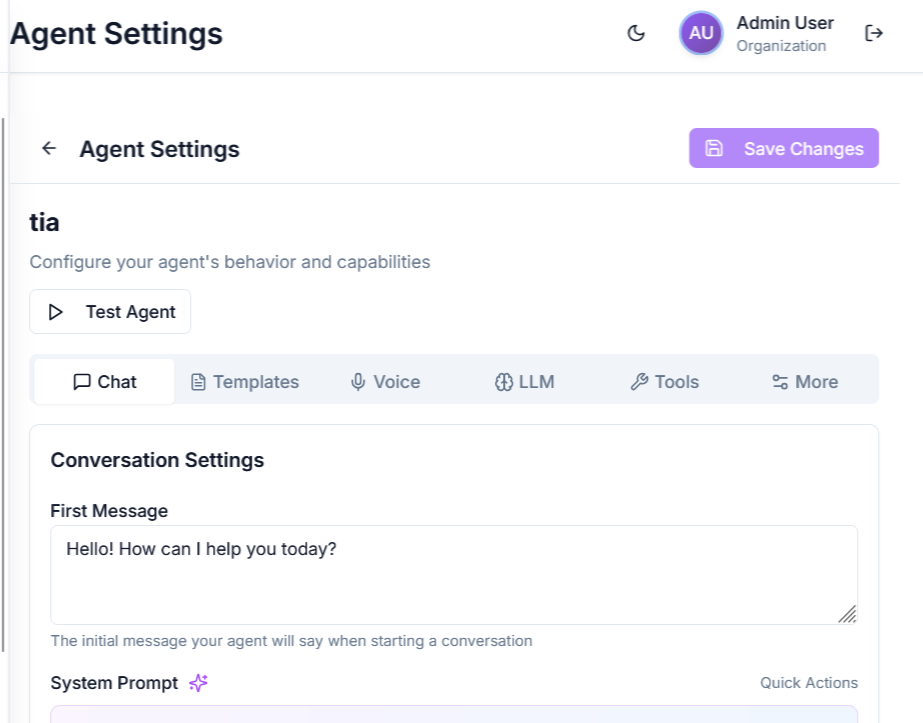 Agent Settings
AU
Admin User
Organization
Agent Settings
Save Changes
tia
Configure your agent's behavior and capabilities
Test Agent
Chat
Templates
Voice
LLM
Tools
More
Conversation Settings
First Message
Hello! How can I help you today?
The initial message your agent will say when starting a conversation
System Prompt
Quick Actions